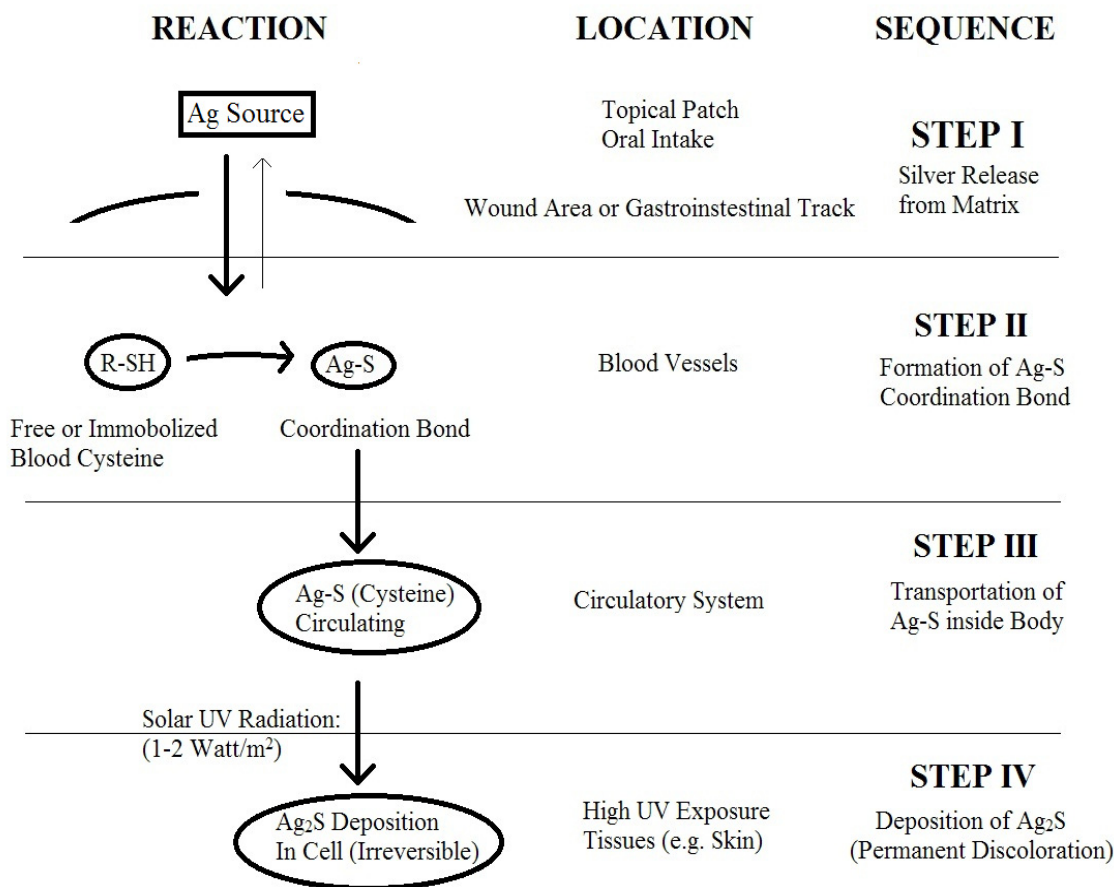 REACTION
LOCATION
SEQUENCE
Ag Source
Topical Patch
Oral Intake
STEP I
Silver Release
from Matrix
Wound Area or Gastroinstestinal Track
R-SH
Ag-S
Blood Vessels
STEP II
Formation of Ag-S
Coordination Bond
Free or Immobolized
Blood Cysteine
Coordination Bond
Ag-S (Cysteine)
Circulating
Circulatory System
STEP III
Transportation of
Ag-S inside Body
Solar UV Radiation:
(1-2 Watt/m²)
Ag₂S Deposition
In Cell (Irreversible)
High UV Exposure
Tissues (e.g. Skin)
STEP IV
Deposition of Ag₂S
(Permanent Discoloration)